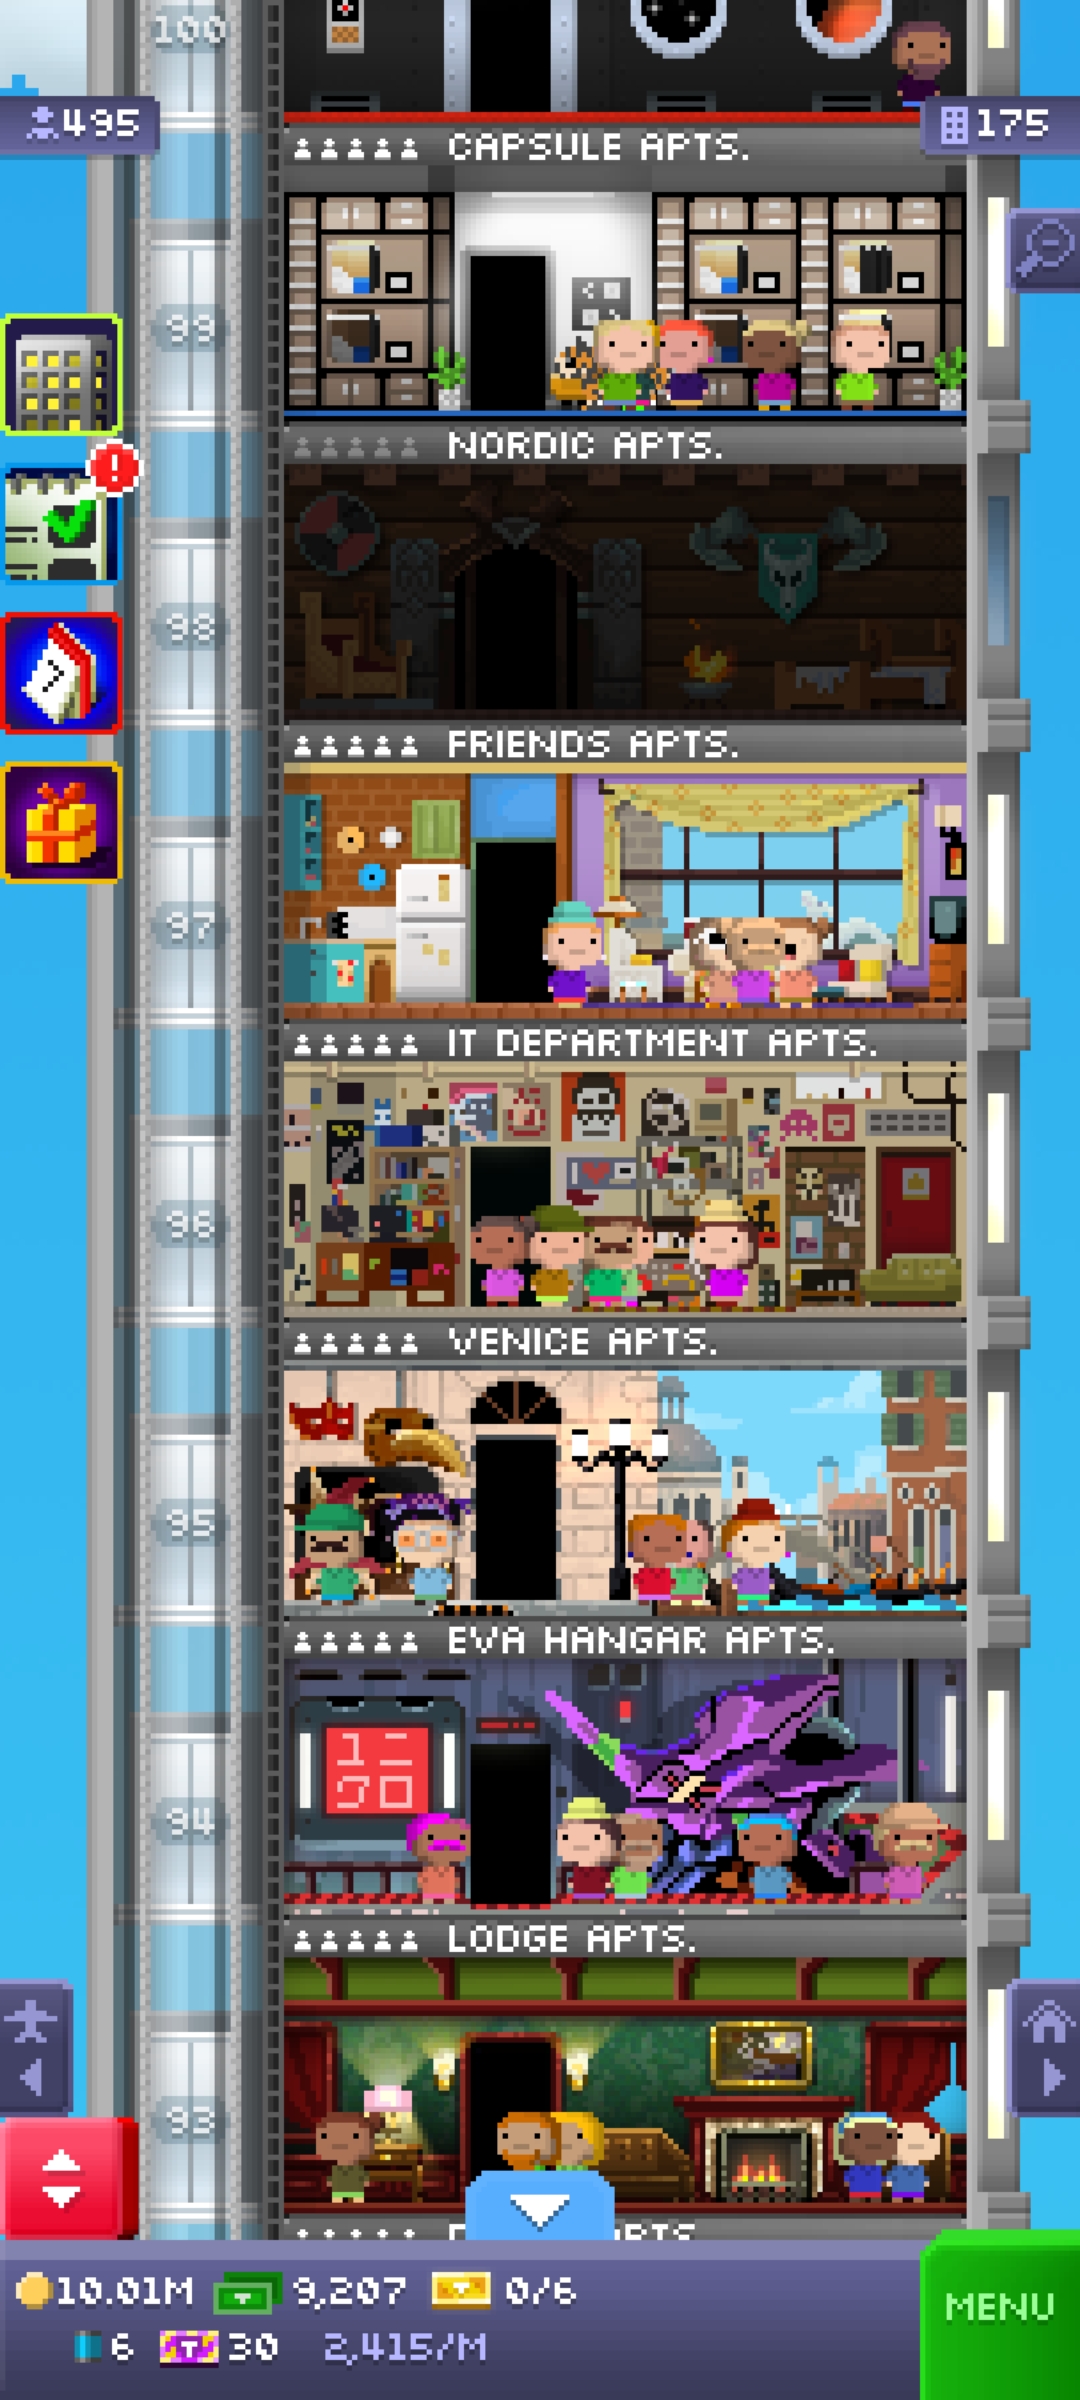 100
495
175
CAPSULE APTS.
99
NORDIC APTS.
98
FRIENDS APTS.
97
IT DEPARTMENT APTS.
96
VENICE APTS.
95
EVA HANGAR APTS.
94
LODGE APTS.
93
10.01M 9,207 0/6
6 30 2,415/M
MENU